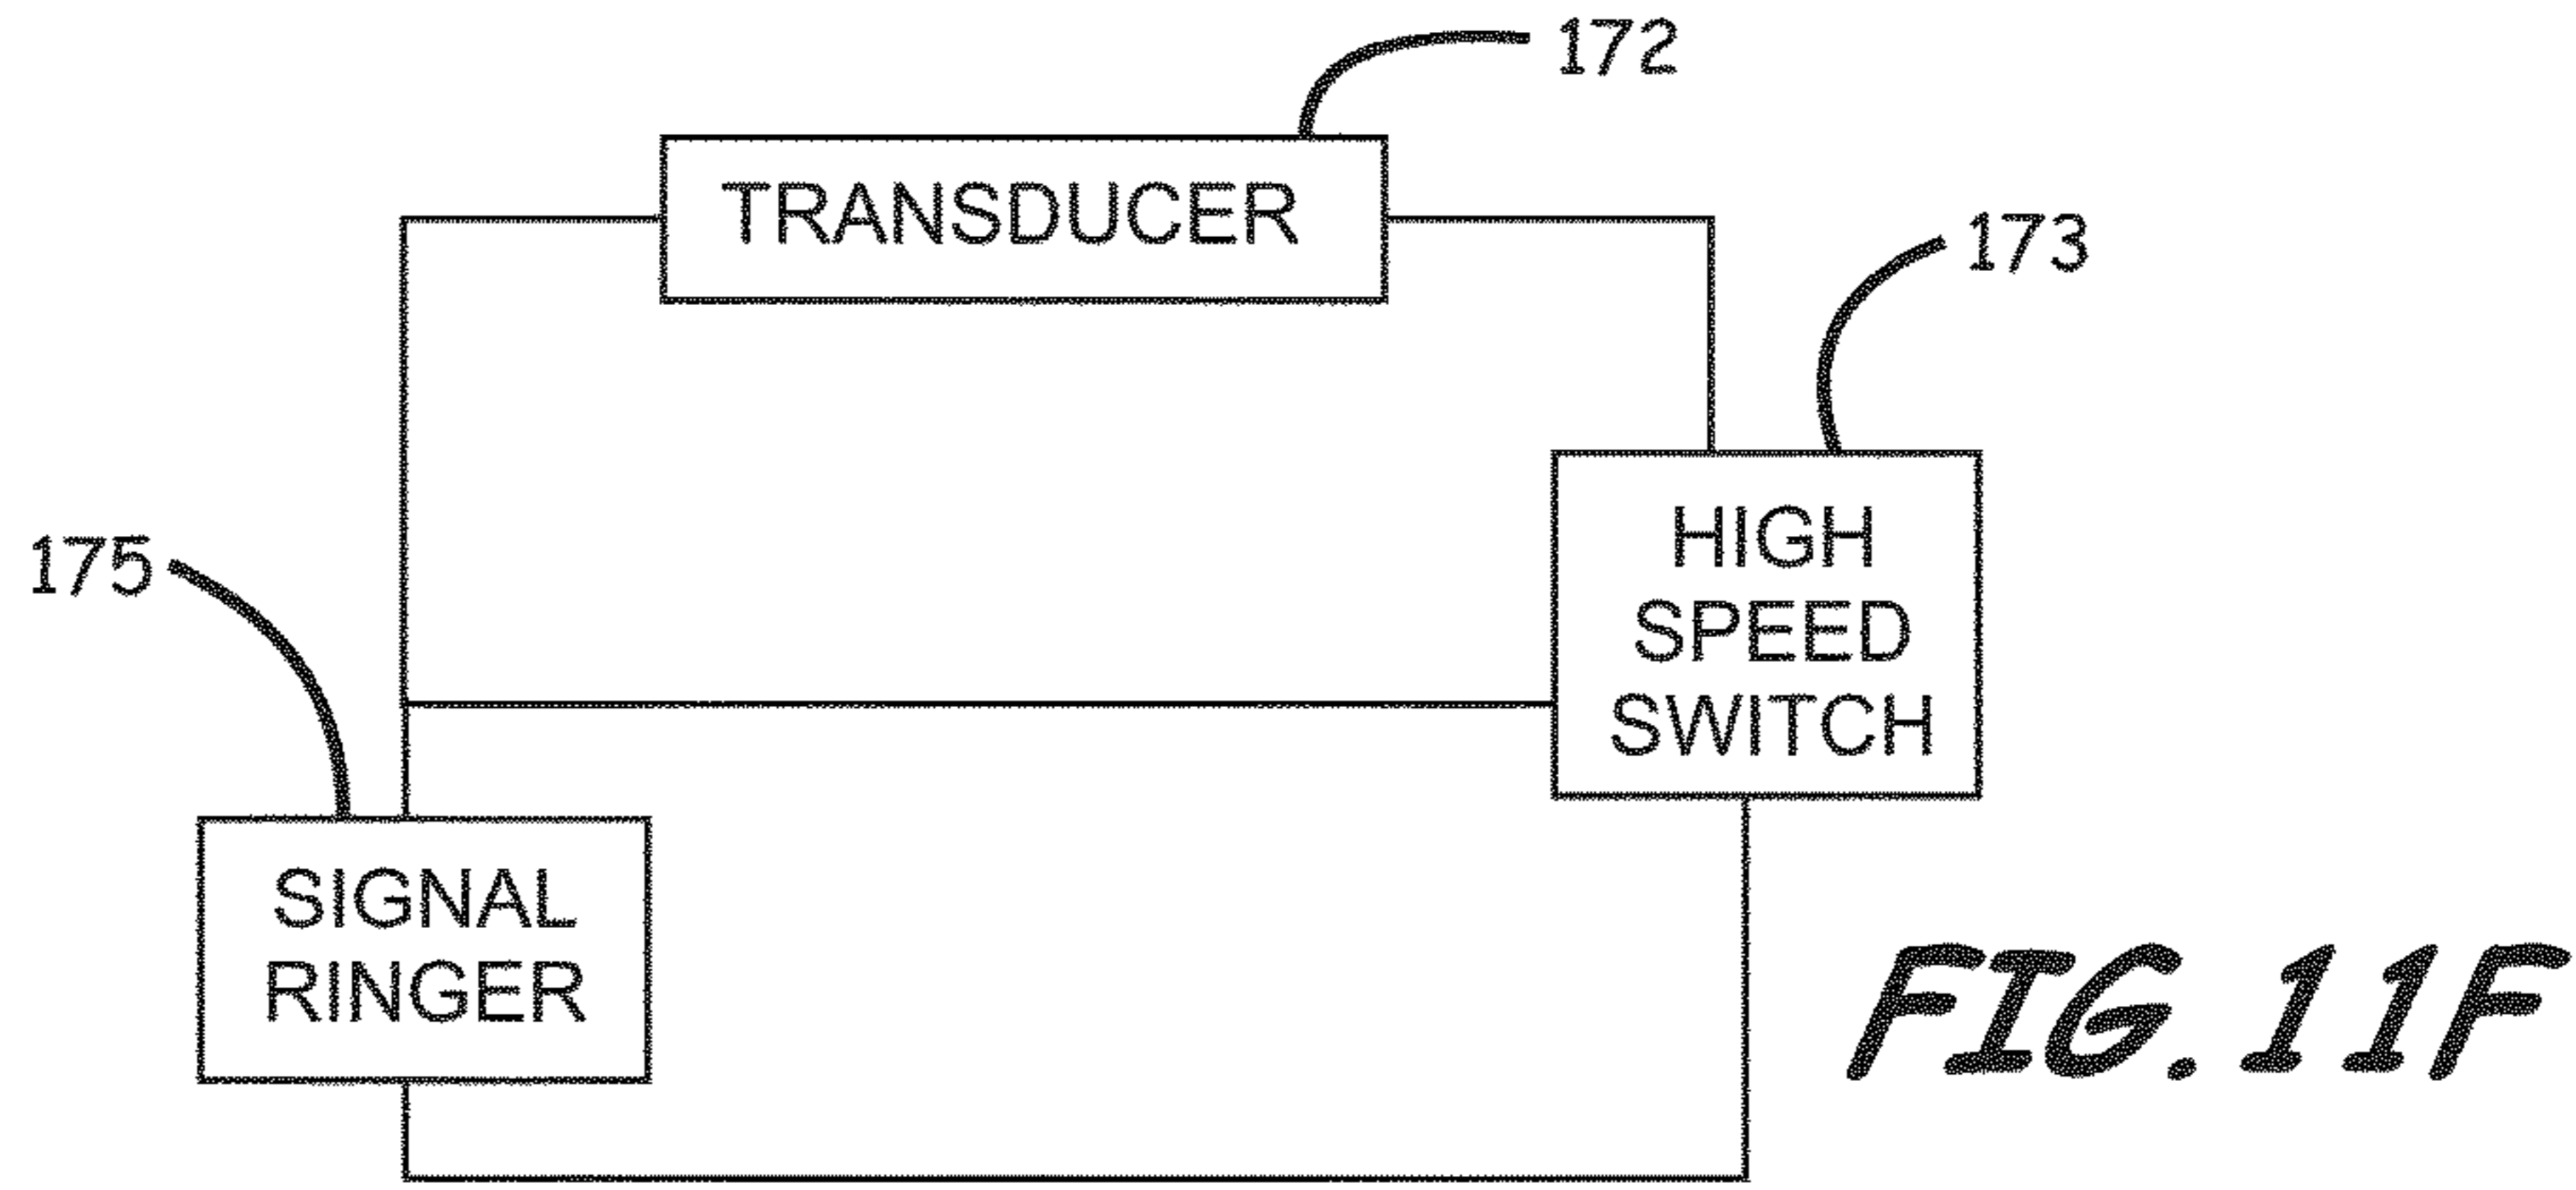 172
TRANSDUCER
173
HIGH
SPEED
SWITCH
175
SIGNAL
RINGER
FIG. 11F